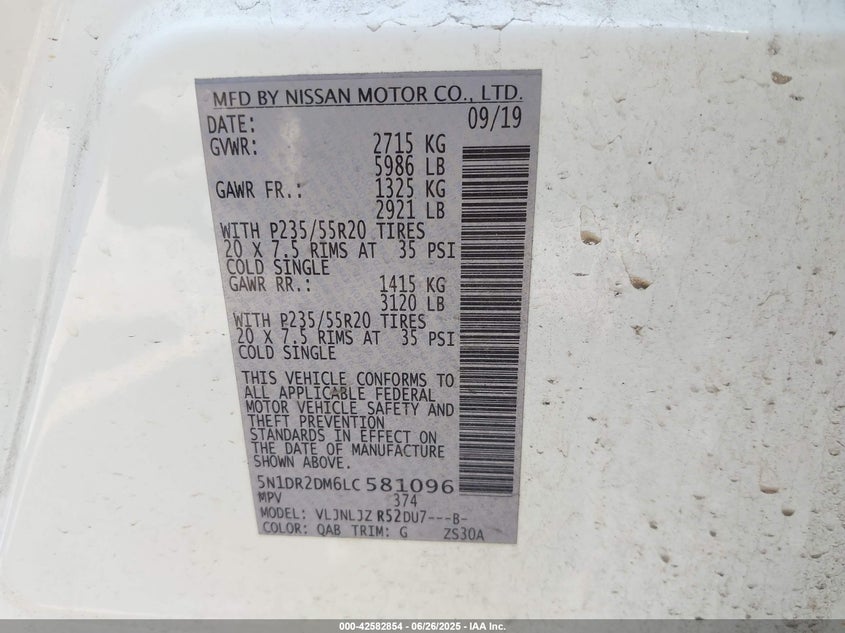 MFD BY NISSAN MOTOR CO., LTD.
DATE: 09/19
GVWR: 2715 KG
5986 LB
GAWR FR.: 1325 KG
2921 LB
WITH P235/55R20 TIRES
20 X 7.5 RIMS AT 35 PSI
COLD SINGLE
GAWR RR.: 1415 KG
3120 LB
WITH P235/55R20 TIRES
20 X 7.5 RIMS AT 35 PSI
COLD SINGLE
THIS VEHICLE CONFORMS TO
ALL APPLICABLE FEDERAL
MOTOR VEHICLE SAFETY AND
THEFT PREVENTION
STANDARDS IN EFFECT ON
THE DATE OF MANUFACTURE
SHOWN ABOVE.
5N1DR2DM6LC581096
MPV 374
MODEL: VLJNLJZ R52DU7---B-
COLOR: QAB TRIM: G ZS30A
000-42582854 / 06/26/2025 - IAA Inc.